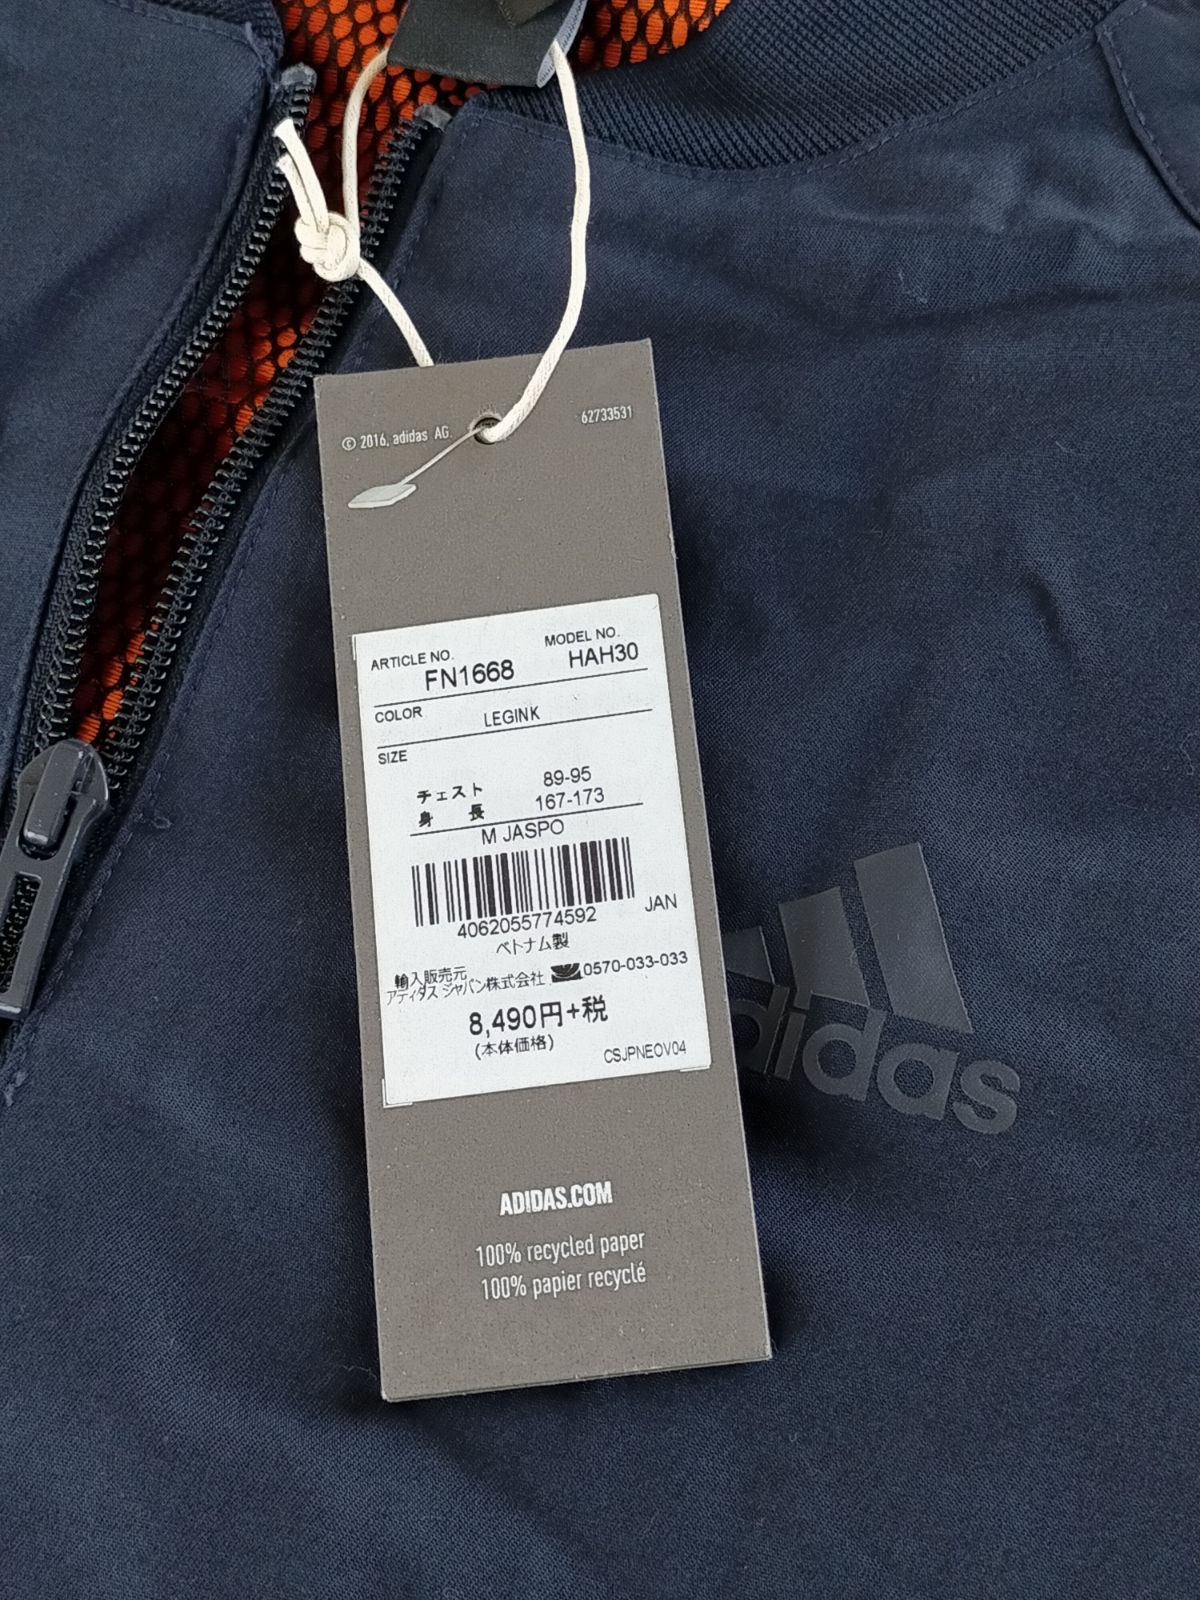 © 2016, adidas AG.
62733531
ARTICLE NO. MODEL NO.
FN1668 HAH30
COLOR LEGINK
SIZE
チェスト 89-95
身 長 167-173
M JASPO
4062055774592 JAN
ベトナム製
輸入販売元
アディダス ジャパン株式会社 0570-033-033
8,490円+税
(本体価格)
CSJPNEOV04
ADIDAS.COM
100% recycled paper
100% papier recyclé
adidas